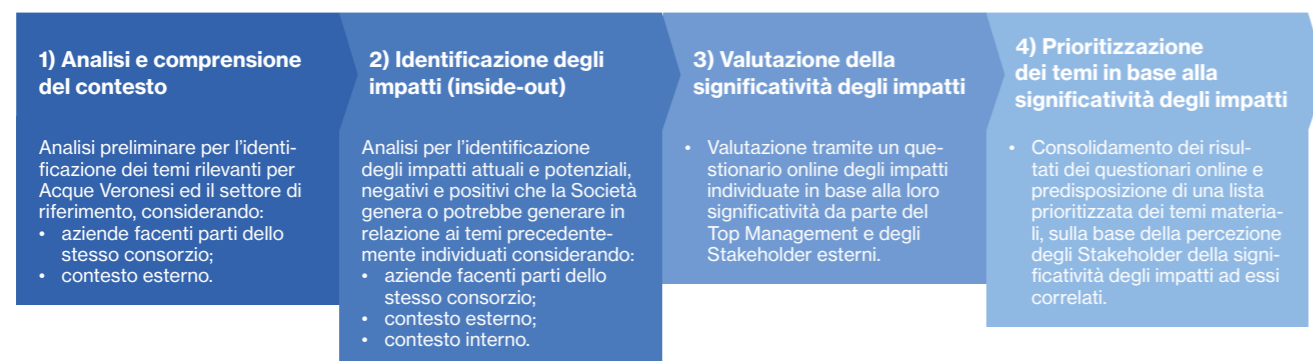 1) Analisi e comprensione
del contesto
Analisi preliminare per l'identi-
ficazione dei temi rilevanti per
Acque Veronesi ed il settore di
riferimento, considerando:
• aziende facenti parti dello
stesso consorzio;
• contesto esterno.
2) Identificazione degli
impatti (inside-out)
Analisi per l'identificazione
degli impatti attuali e potenziali,
negativi e positivi che la Società
genera o potrebbe generare in
relazione ai temi precedente-
mente individuati considerando:
• aziende facenti parti dello
stesso consorzio;
• contesto esterno;
• contesto interno.
3) Valutazione della
significatività degli impatti
• Valutazione tramite un que-
stionario online degli impatti
individuate in base alla loro
significatività da parte del
Top Management e degli
Stakeholder esterni.
4) Prioritizzazione
dei temi in base alla
significatività degli impatti
• Consolidamento dei risul-
tati dei questionari online e
predisposizione di una lista
prioritizzata dei temi materia-
li, sulla base della percezione
degli Stakeholder della signi-
ficatività degli impatti ad essi
correlati.